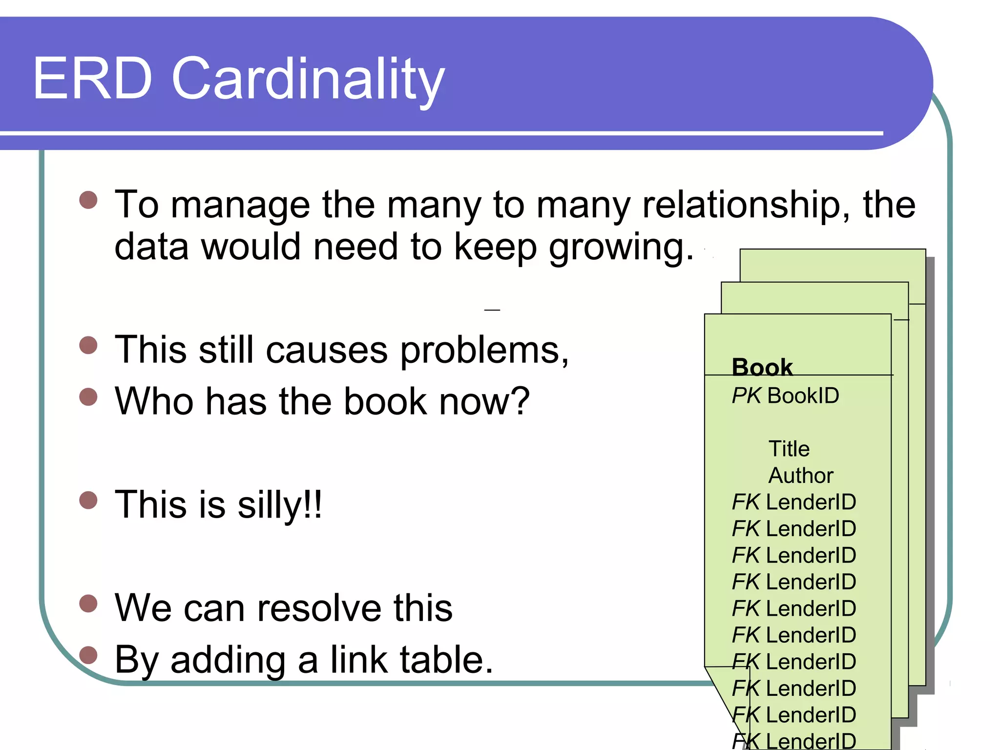 ERD Cardinality
To manage the many to many relationship, the
data would need to keep growing.
This still causes problems,
Who has the book now?
This is silly!!
We can resolve this
By adding a link table.
Book
PK BookID
Title
Author
FK LenderID
FK LenderID
FK LenderID
FK LenderID
FK LenderID
FK LenderID
FK LenderID
FK LenderID
FK LenderID
FK LenderID